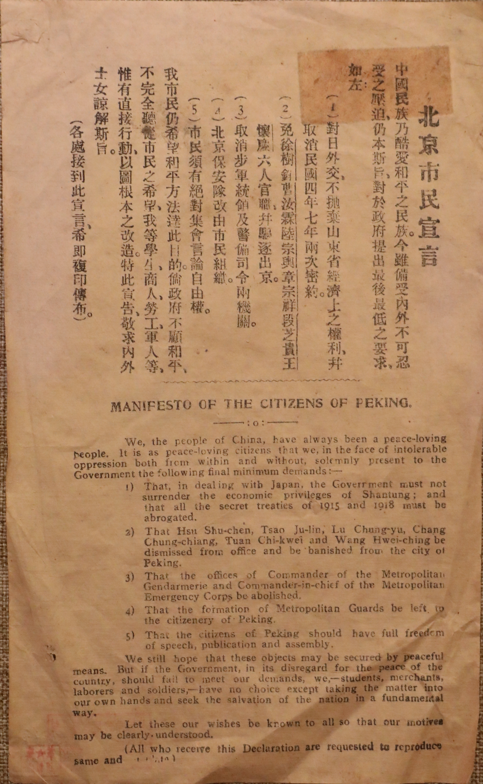 北京市民宣言
中國民族乃酷愛和平之民族。今雖備受內外不可忍
受之壓迫、仍本斯旨、對於政府提出最後最低之要求、
如左：
(1) 對日外交、不拋棄山東省經濟上之權利、幷
取消民國四年七年兩次密約。
(2) 免徐樹錚曹汝霖陸宗輿章宗祥段芝貴王
懷慶六人官職、幷驅逐出京。
(3) 取消步軍統領及警備司令兩機關。
(4) 北京保安隊改由市民組織。
(5) 市民須有絕對集會言論自由權。
我市民仍希望和平方法達此目的。倘政府不願和平、
不完全聽從市民之希望、我等學生商人勞工軍人等、
惟有直接行動、以圖根本之改造。特此宣告、敬求內外
士女諒解斯旨。
(各處接到此宣言、希卽複印傳布。)
MANIFESTO OF THE CITIZENS OF PEKING.
:o:
We, the people of China, have always been a peace-loving
people. It is as peace-loving citizens that we, in the face of intolerable
oppression both from within and without, solemnly present to the
Government the following final minimum demands:—
1) That, in dealing with Japan, the Government must not
surrender the economic privileges of Shantung; and
that all the secret treaties of 1915 and 1918 must be
abrogated.
2) That Hsu Shu-chen, Tsao Ju-lin, Lu Chung-yu, Chang
Chung-chiang, Tuan Chi-kwei and Wang Hwei-ching be
dismissed from office and be banished from the city of
Peking.
3) That the offices of Commander of the Metropolitan
Gendarmerie and Commander-in-chief of the Metropolitan
Emergency Corps be abolished.
4) That the formation of Metropolitan Guards be left to
the citizenery of Peking.
5) That the citizens of Peking should have full freedom
of speech, publication and assembly.
We still hope that these objects may be secured by peaceful
means. But if the Government, in its disregard for the peace of the
country, should fail to meet our demands, we,—students, merchants,
laborers and soldiers,—have no choice except taking the matter into
our own hands and seek the salvation of the nation in a fundamental
way.
Let these our wishes be known to all so that our motives
may be clearly understood.
(All who receive this Declaration are requested to reproduce
same and